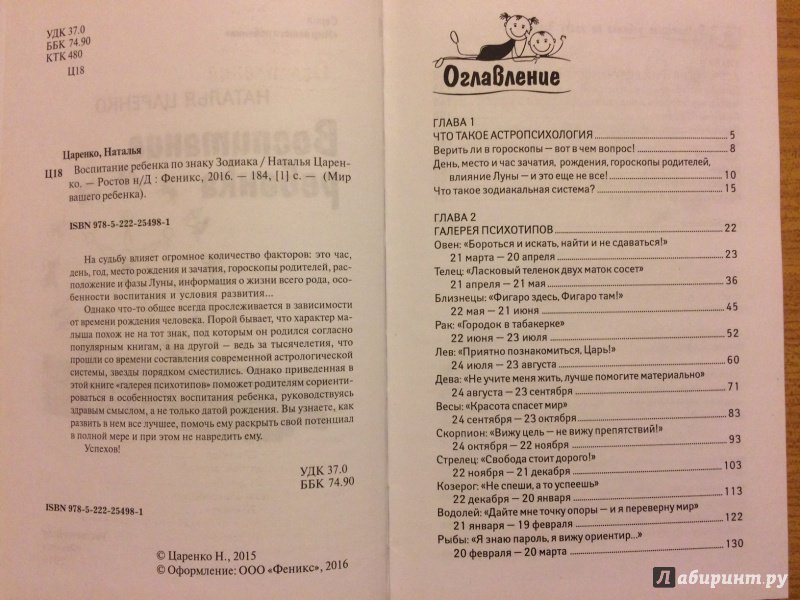 УДК 37.0
ББК 74.90
КТК 480
Ц18
Царенко, Наталья
Ц18 Воспитание ребенка по знаку Зодиака / Наталья Царен-
ко. — Ростов н/Д : Феникс, 2016. — 184, [1] с. — (Мир
вашего ребенка).
ISBN 978-5-222-25498-1
На судьбу влияет огромное количество факторов: это час,
день, год, место рождения и зачатия, гороскопы родителей, рас-
положение и фазы Луны, информация о жизни всего рода, осо-
бенности воспитания и условия развития...
Однако что-то общее всегда прослеживается в зависимости
от времени рождения человека. Порой бывает, что характер
малыша похож не на тот знак, под которым он родился согласно
популярным книгам, а на другой — ведь за тысячелетия, что
прошли со времени составления современной астрологической
системы, звезды порядком сместились. Однако приведенная в
этой книге «галерея психотипов» поможет родителям сориенти-
роваться в особенностях воспитания ребенка, руководствуясь
здравым смыслом, а не только датой рождения. Вы узнаете, как
развить в нем все лучшее, помочь ему раскрыть свой потенциал
в полной мере и при этом не навредить ему.
Успехов!
УДК 37.0
ББК 74.90
ISBN 978-5-222-25498-1
© Царенко Н., 2015
© Оформление: ООО «Феникс», 2016
Оглавление
ГЛАВА 1
ЧТО ТАКОЕ АСТРОПСИХОЛОГИЯ 5
Верить ли в гороскопы — вот в чем вопрос! 8
День, место и час зачатия, рождения, гороскопы родителей,
влияние Луны — и это еще не все! 10
Что такое зодиакальная система? 15
ГЛАВА 2
ГАЛЕРЕЯ ПСИХОТИПОВ 22
Овен: «Бороться и искать, найти и не сдаваться!»
21 марта — 20 апреля 23
Телец: «Ласковый теленок двух маток сосет»
21 апреля — 21 мая 36
Близнецы: «Фигаро здесь, Фигаро там!»
22 мая — 21 июня 45
Рак: «Городок в табакерке»
22 июня — 23 июля 52
Лев: «Приятно познакомиться, Царь!»
24 июля — 23 августа 60
Дева: «Не учите меня жить, лучше помогите материально»
24 августа — 23 сентября 71
Весы: «Красота спасет мир»
24 сентября — 23 октября 83
Скорпион: «Вижу цель — не вижу препятствий!»
24 октября — 22 ноября 93
Стрелец: «Свобода стоит дорого!»
22 ноября — 21 декабря 103
Козерог: «Не спеши, а то успеешь»
22 декабря — 20 января 113
Водолей: «Дайте мне точку опоры — и я переверну мир»
21 января — 19 февраля 122
Рыбы: «Я знаю пароль, я вижу ориентир...»
20 февраля — 20 марта 130
Лабиринт.ру